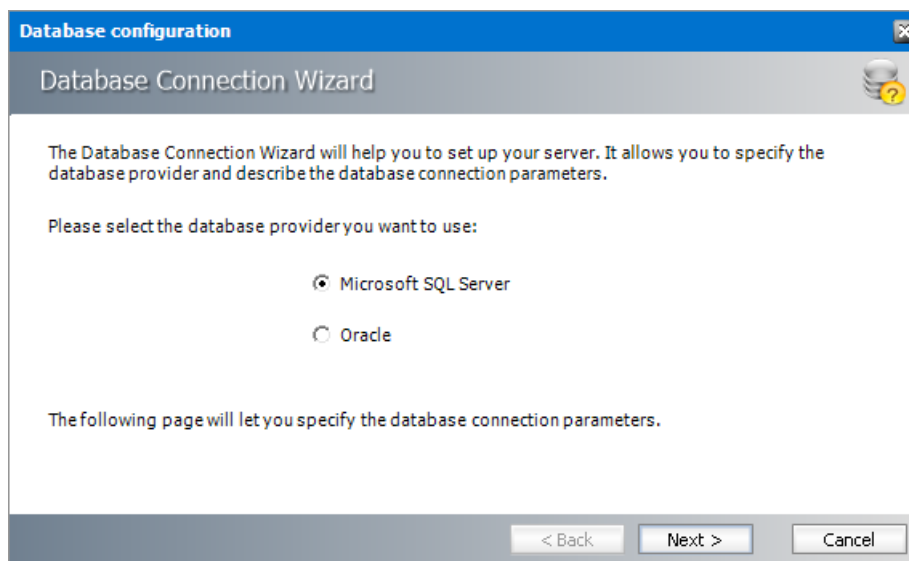 Database configuration
Database Connection Wizard
The Database Connection Wizard will help you to set up your server. It allows you to specify the
database provider and describe the database connection parameters.
Please select the database provider you want to use:
Microsoft SQL Server
Oracle
The following page will let you specify the database connection parameters.
< Back
Next >
Cancel